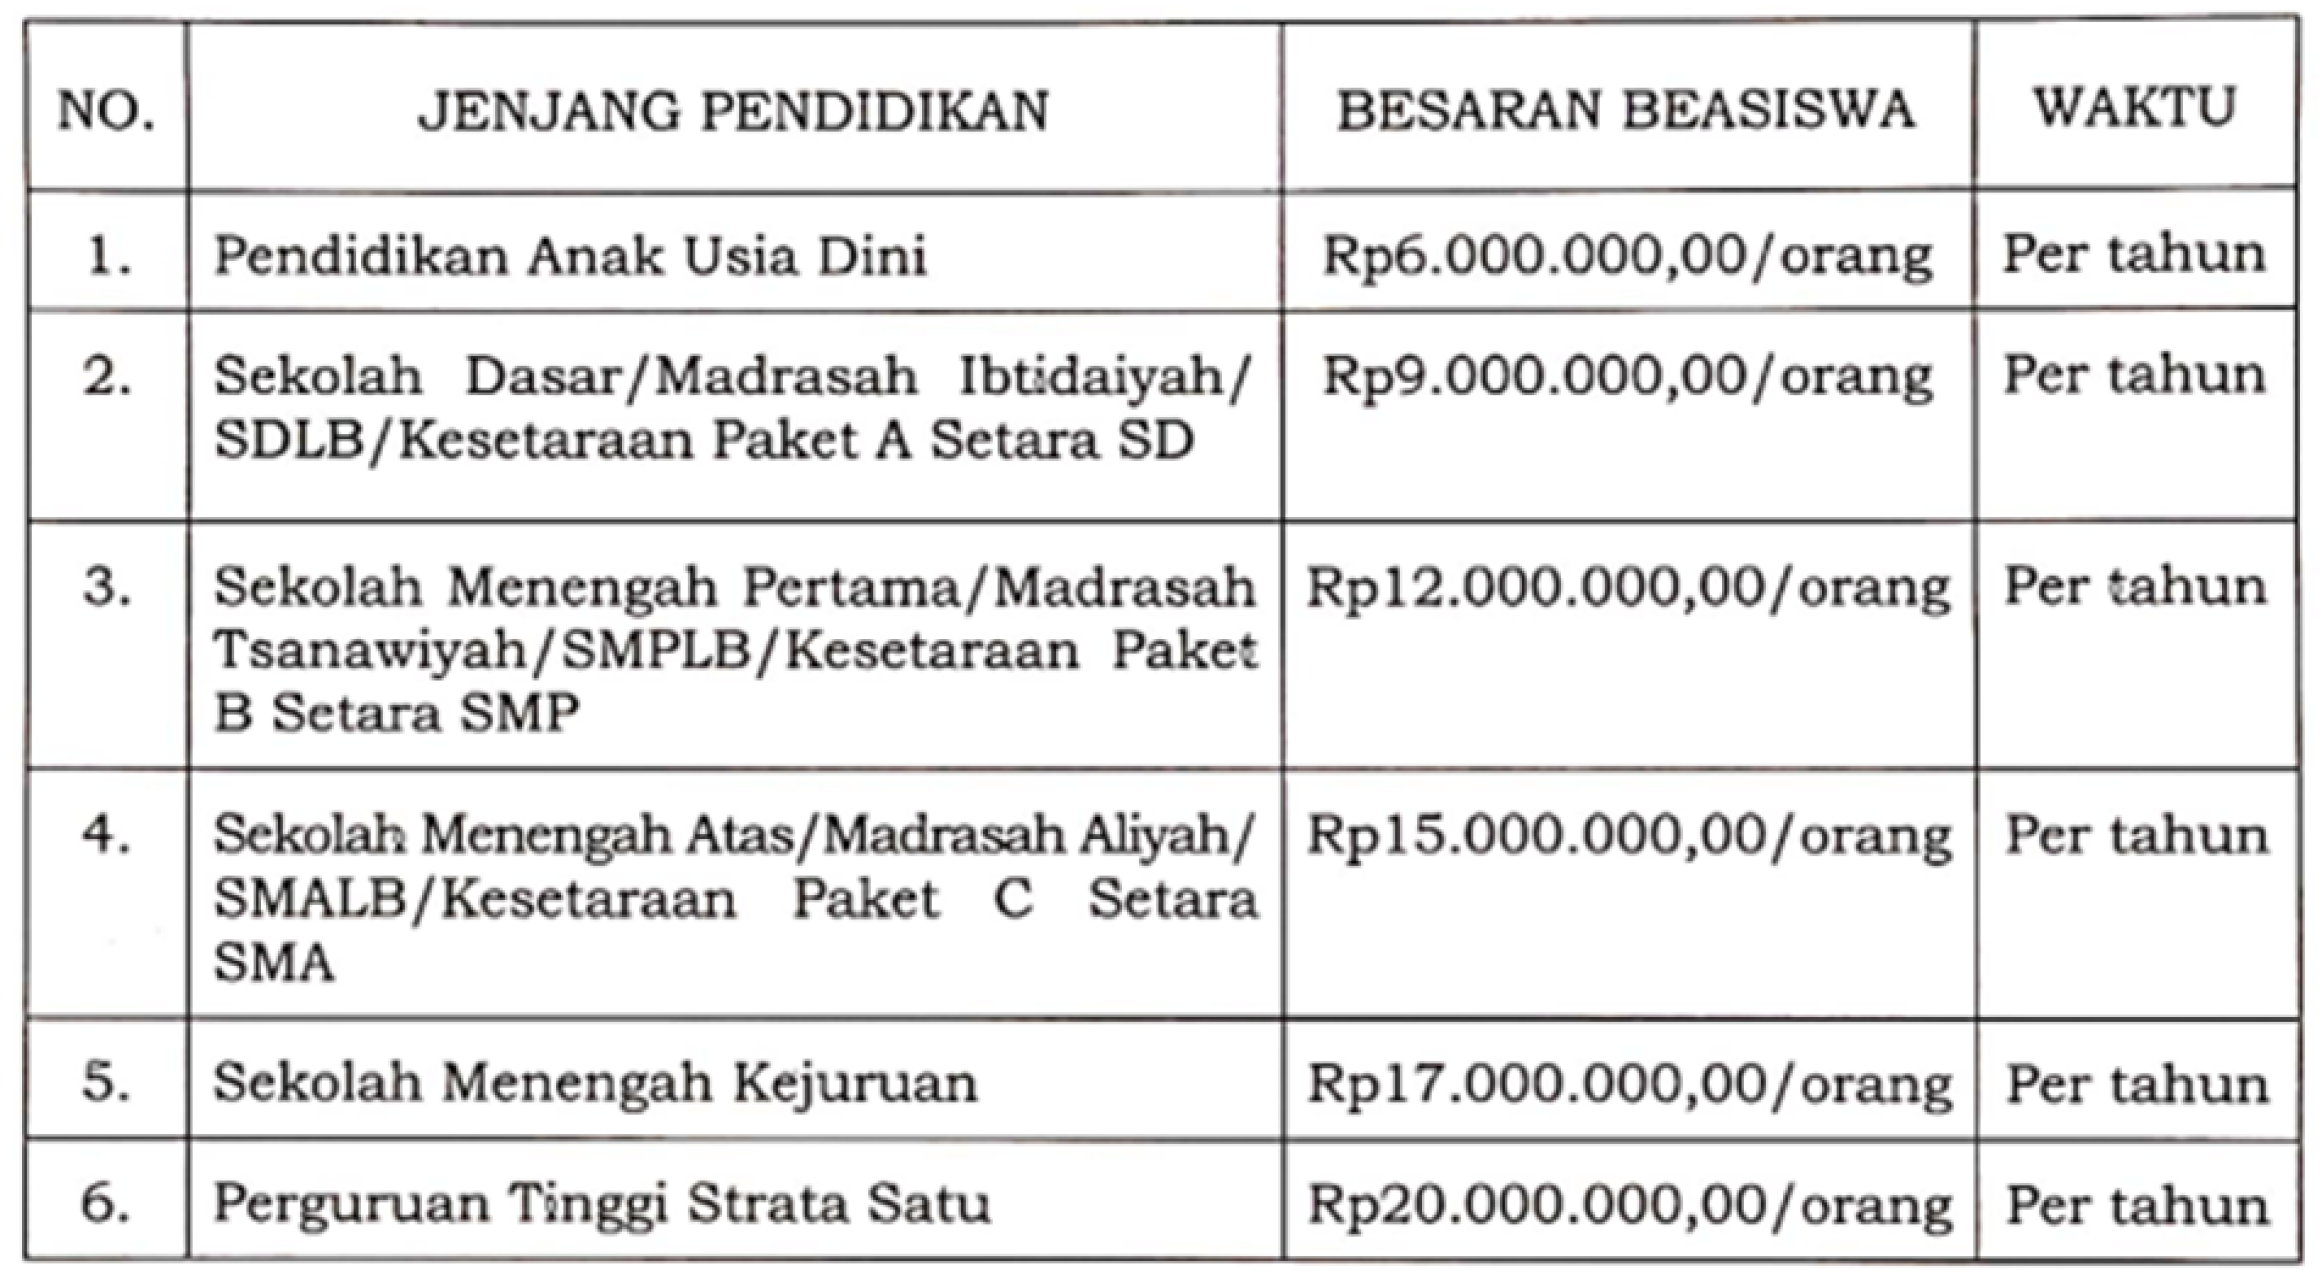 NO. JENJANG PENDIDIKAN BESARAN BEASISWA WAKTU
1. Pendidikan Anak Usia Dini Rp6.000.000,00/orang Per tahun
2. Sekolah Dasar/Madrasah Ibtidaiyah/ Rp9.000.000,00/orang Per tahun
SDLB/Kesetaraan Paket A Setara SD
3. Sekolah Menengah Pertama/Madrasah Rp12.000.000,00/orang Per tahun
Tsanawiyah/SMPLB/Kesetaraan Paket
B Setara SMP
4. Sekolah Menengah Atas/Madrasah Aliyah/ Rp15.000.000,00/orang Per tahun
SMALB/Kesetaraan Paket C Setara
SMA
5. Sekolah Menengah Kejuruan Rp17.000.000,00/orang Per tahun
6. Perguruan Tinggi Strata Satu Rp20.000.000,00/orang Per tahun